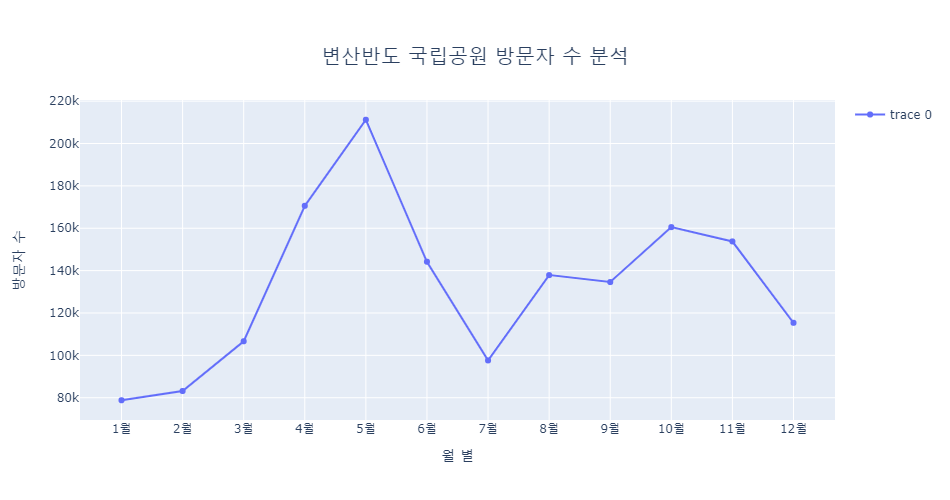 변산반도 국립공원 방문자 수 분석
220k
200k
180k
160k
140k
120k
100k
80k
방문자 수
1월 2월 3월 4월 5월 6월 7월 8월 9월 10월 11월 12월
월 별
trace 0